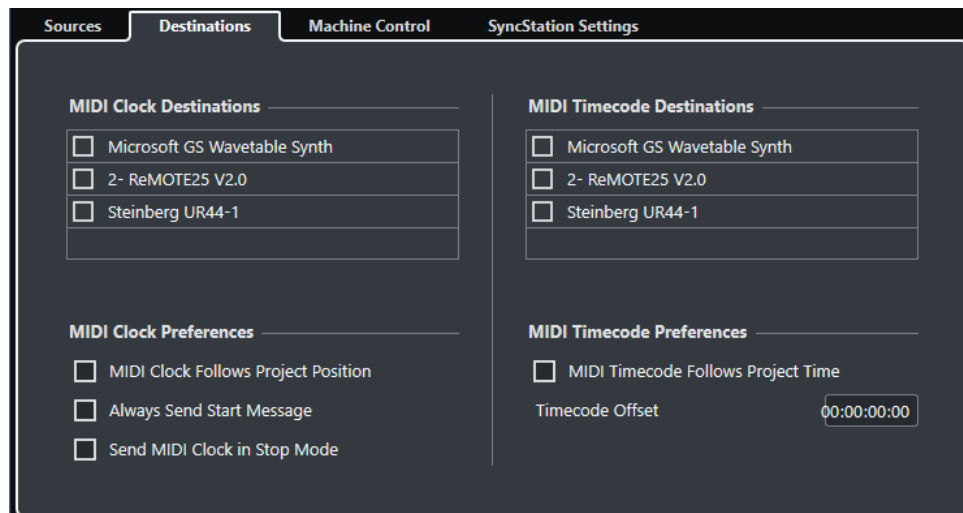 Sources
Destinations
Machine Control
SyncStation Settings
MIDI Clock Destinations
Microsoft GS Wavetable Synth
2- ReMOTE25 V2.0
Steinberg UR44-1
MIDI Clock Preferences
MIDI Clock Follows Project Position
Always Send Start Message
Send MIDI Clock in Stop Mode
MIDI Timecode Destinations
Microsoft GS Wavetable Synth
2- ReMOTE25 V2.0
Steinberg UR44-1
MIDI Timecode Preferences
MIDI Timecode Follows Project Time
Timecode Offset 00:00:00:00